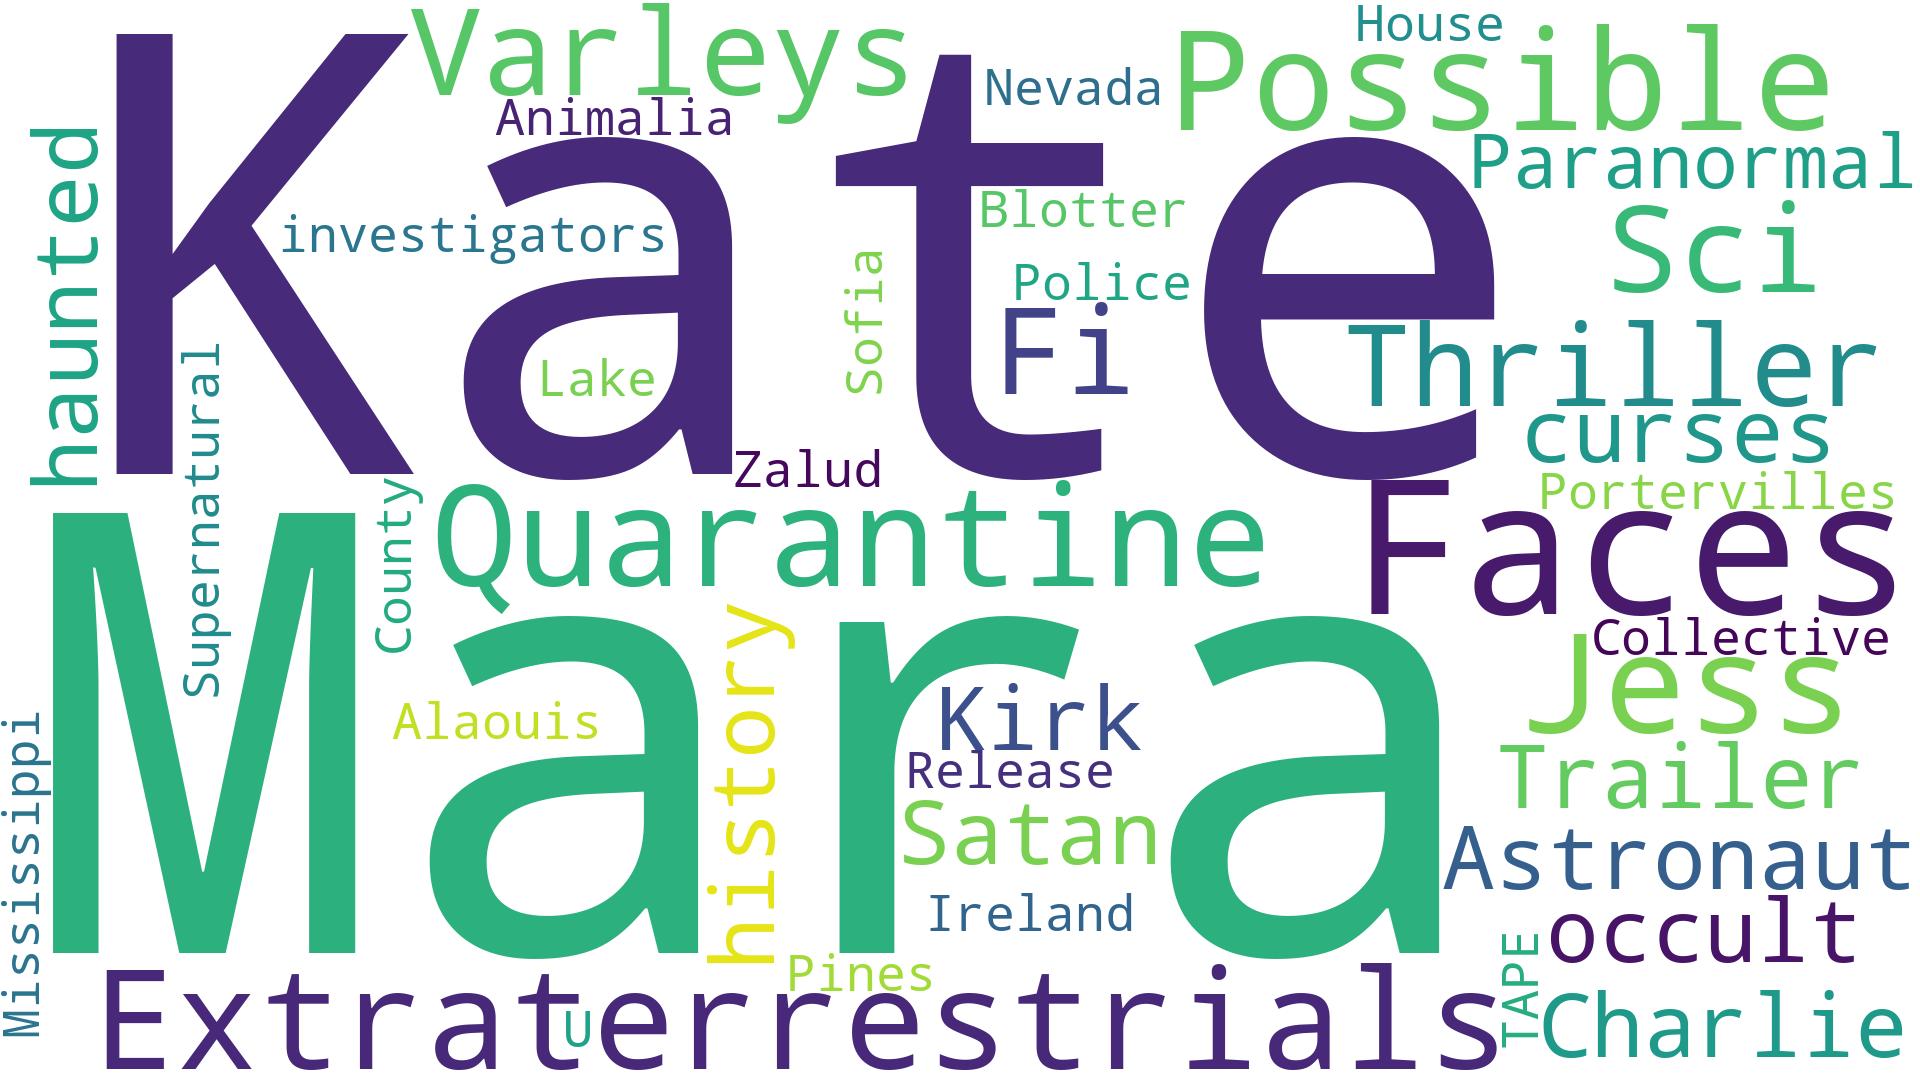 Kate
Mara
Varleys
Possible
House
Nevada
Animalia
Paranormal
haunted
investigators
Blotter
Sci
Sofia
Police
Fi
Thriller
Lake
curses
Supernatural
Zalud
Portervilles
County
Quarantine
Faces
Collective
history
Jess
Kirk
Alaouis
Release
Trailer
Mississippi
Satan
Astronaut
Ireland
occult
Pines
TAPE
Extraterrestrials
U
Charlie